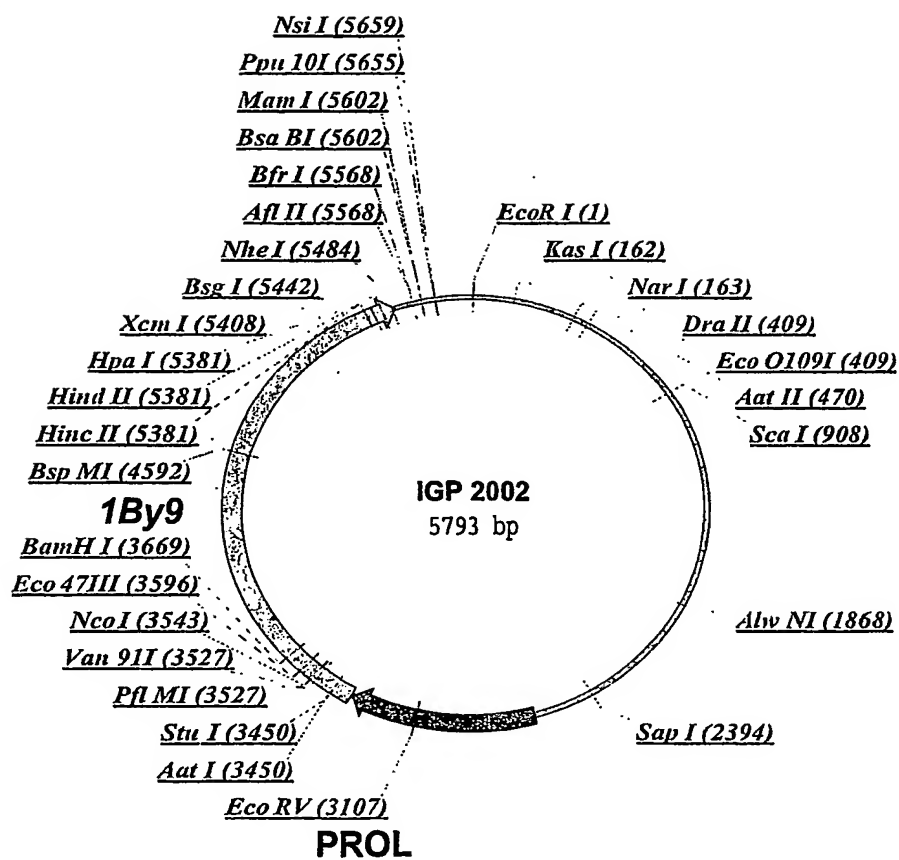 Nsi I (5659)
Ppu 10I (5655)
Mam I (5602)
Bsa BI (5602)
Bfr I (5568)
Afl II (5568)
Nhe I (5484)
Bsg I (5442)
Xcm I (5408)
Hpa I (5381)
Hind II (5381)
Hinc II (5381)
Bsp MI (4592)
1By9
BamH I (3669)
Eco 47III (3596)
Nco I (3543)
Van 91I (3527)
Pfl MI (3527)
Stu I (3450)
Aat I (3450)
Eco RV (3107)
PROL
EcoR I (1)
Kas I (162)
Nar I (163)
Dra II (409)
Eco O109I (409)
Aat II (470)
Sca I (908)
IGP 2002
5793 bp
Alw NI (1868)
Sap I (2394)